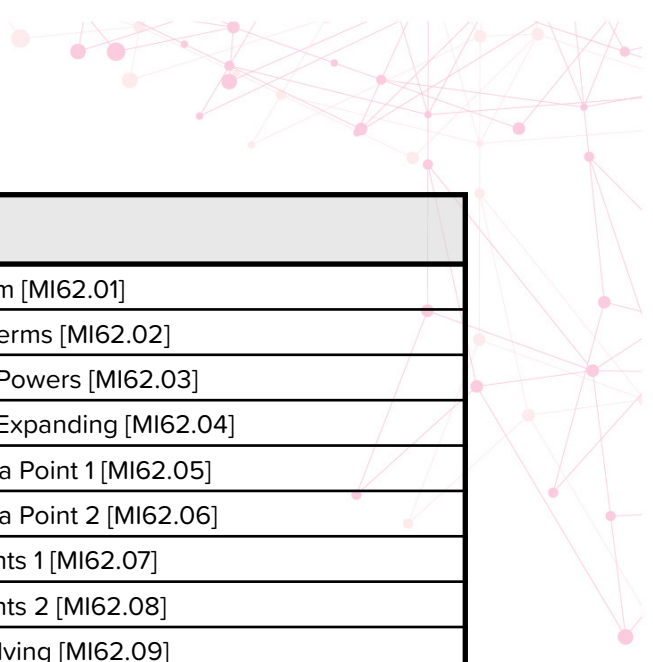 m [MI62.01]
erms [MI62.02]
Powers [MI62.03]
Expanding [MI62.04]
a Point 1 [MI62.05]
a Point 2 [MI62.06]
nts 1 [MI62.07]
nts 2 [MI62.08]
lving [MI62.09]